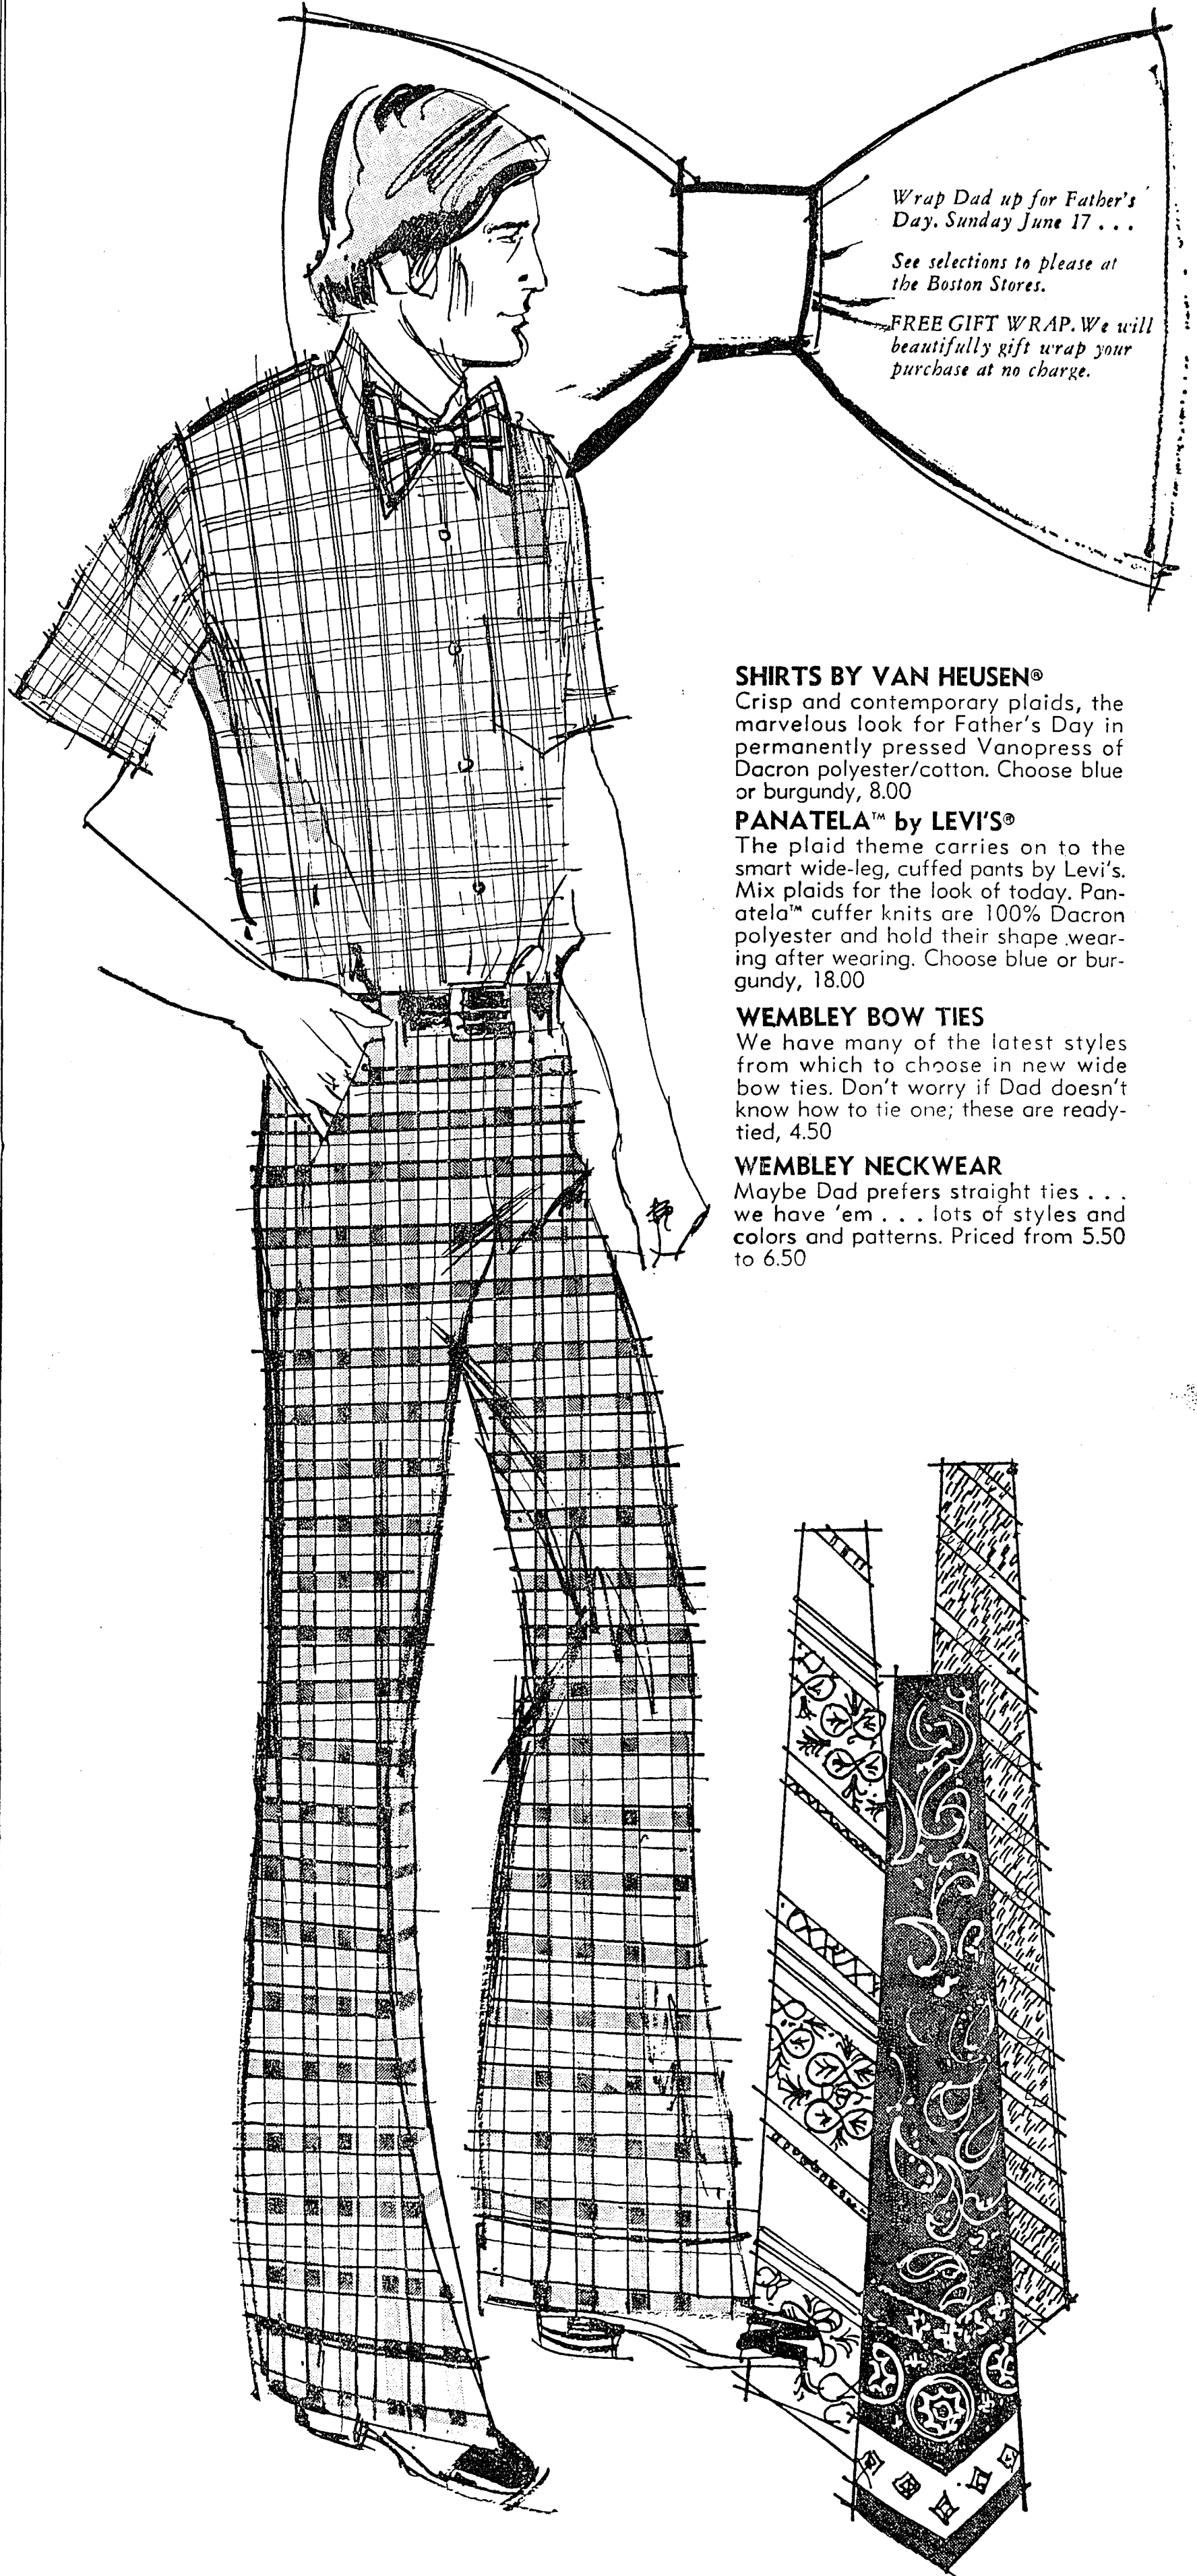 Wrap Dad up for Father's
Day. Sunday June 17 . . .
See selections to please at
the Boston Stores.
FREE GIFT WRAP. We will
beautifully gift wrap your
purchase at no charge.
SHIRTS BY VAN HEUSEN®
Crisp and contemporary plaids, the
marvelous look for Father's Day in
permanently pressed Vanopress of
Dacron polyester/cotton. Choose blue
or burgundy, 8.00
PANATELA™ by LEVI'S®
The plaid theme carries on to the
smart wide-leg, cuffed pants by Levi's.
Mix plaids for the look of today. Pan-
atela™ cuffer knits are 100% Dacron
polyester and hold their shape wear-
ing after wearing. Choose blue or bur-
gundy, 18.00
WEMBLEY BOW TIES
We have many of the latest styles
from which to choose in new wide
bow ties. Don't worry if Dad doesn't
know how to tie one; these are ready-
tied, 4.50
WEMBLEY NECKWEAR
Maybe Dad prefers straight ties . . .
we have 'em . . . lots of styles and
colors and patterns. Priced from 5.50
to 6.50